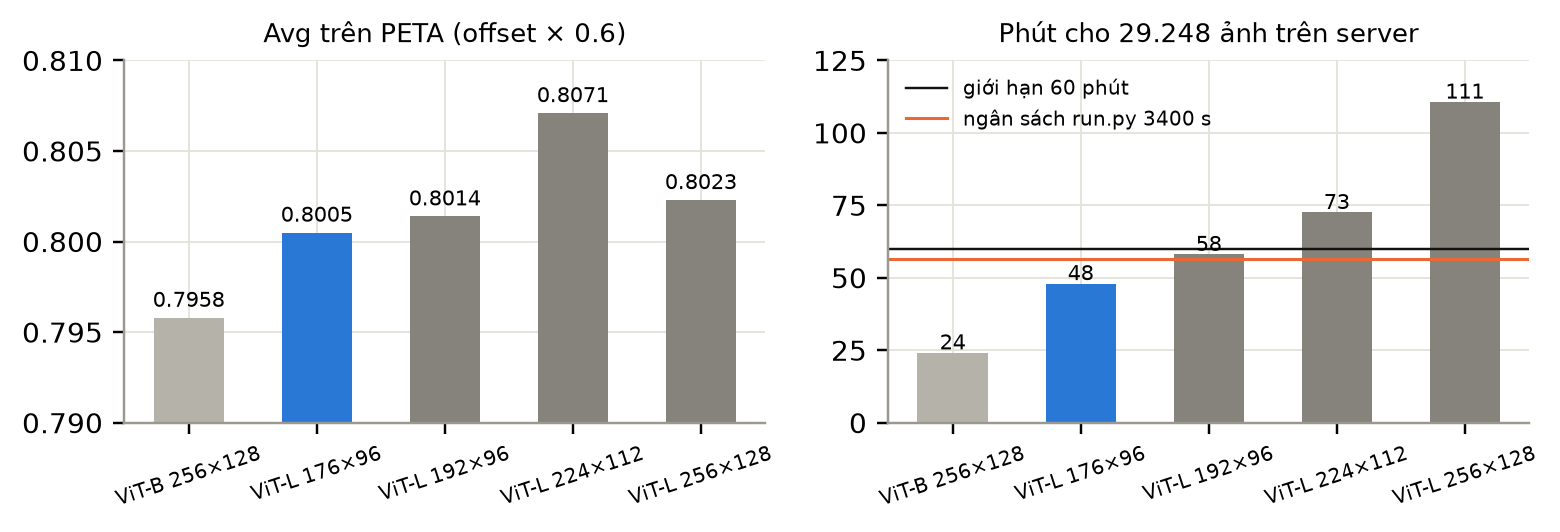 Avg trên PETA (offset × 0.6)
0.810
0.805
0.800
0.795
0.790
0.7958
0.8005
0.8014
0.8071
0.8023
ViT-B 256×128
ViT-L 176×96
ViT-L 192×96
ViT-L 224×112
ViT-L 256×128
Phút cho 29.248 ảnh trên server
125
100
75
50
25
0
giới hạn 60 phút
ngân sách run.py 3400 s
24
48
58
73
111
ViT-B 256×128
ViT-L 176×96
ViT-L 192×96
ViT-L 224×112
ViT-L 256×128